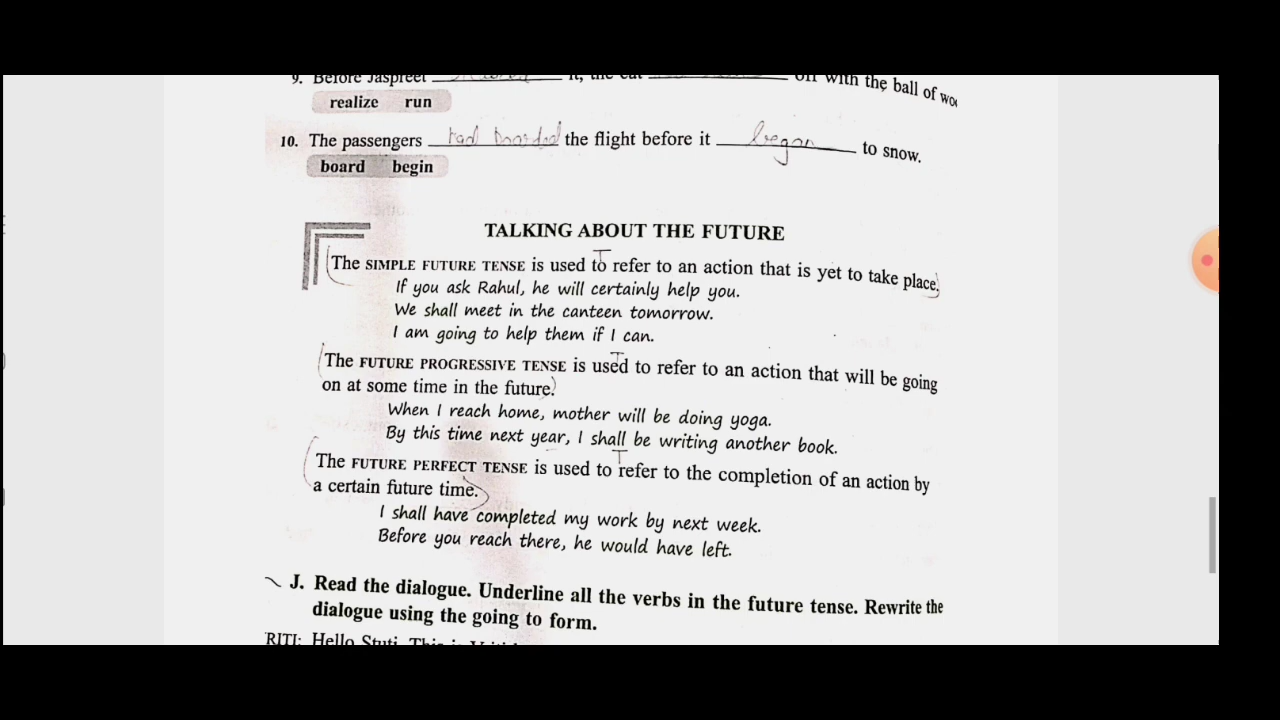 9. Before Jaspreet it, the cat off with the ball of
realize run
10. The passengers had boarded the flight before it began to snow.
board begin
TALKING ABOUT THE FUTURE
The SIMPLE FUTURE TENSE is used to refer to an action that is yet to take place.
If you ask Rahul, he will certainly help you.
We shall meet in the canteen tomorrow.
I am going to help them if I can.
The FUTURE PROGRESSIVE TENSE is used to refer to an action that will be going
on at some time in the future.
When I reach home, mother will be doing yoga.
By this time next year, I shall be writing another book.
The FUTURE PERFECT TENSE is used to refer to the completion of an action by
a certain future time.
I shall have completed my work by next week.
Before you reach there, he would have left.
J. Read the dialogue. Underline all the verbs in the future tense. Rewrite the
dialogue using the going to form.
RITI: Hello Stuti. This is